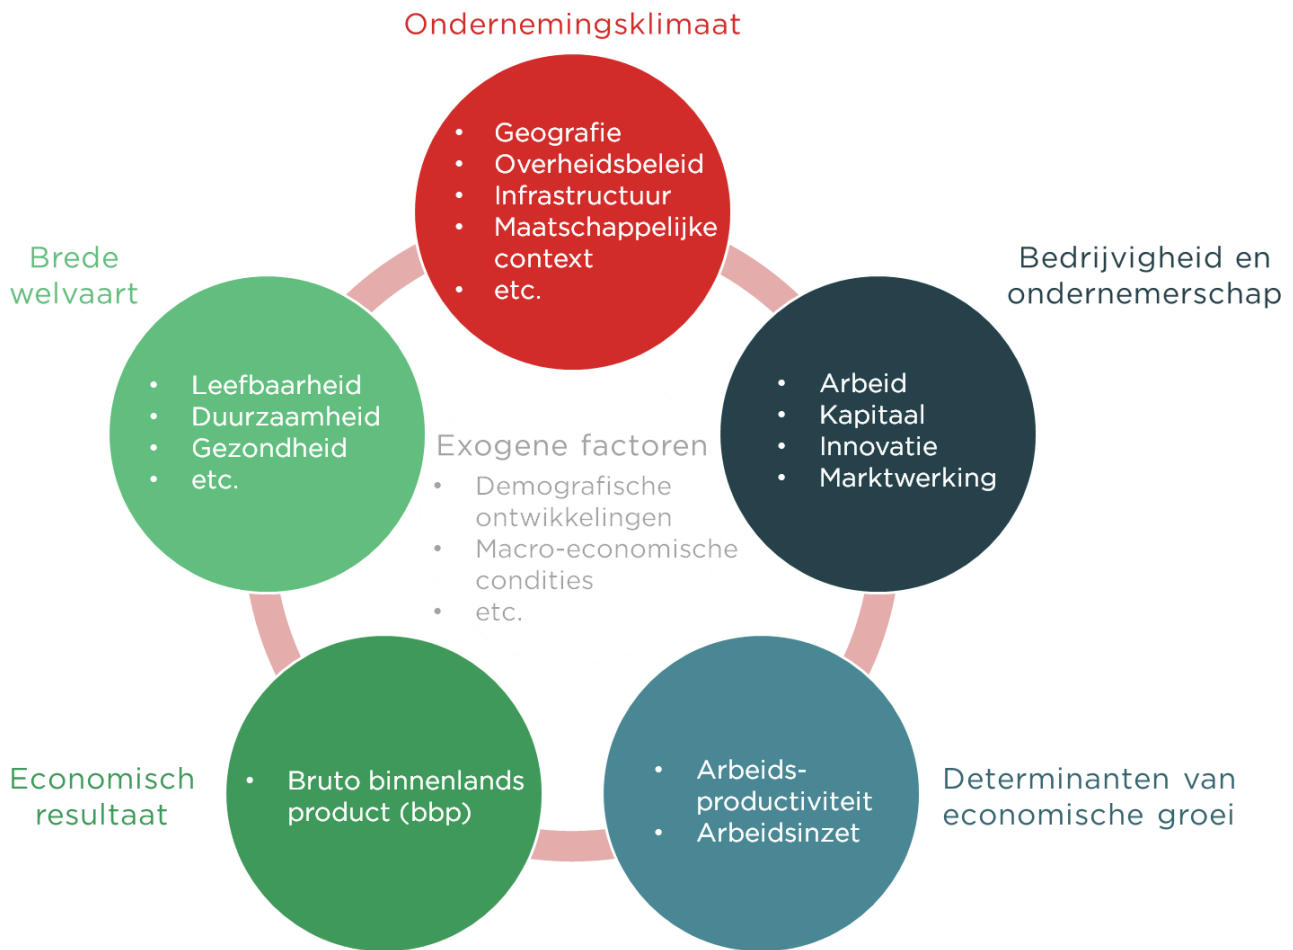 Ondernemingsklimaat
• Geografie
• Overheidsbeleid
• Infrastructuur
• Maatschappelijke
context
• etc.
Bedrijvigheid en
ondernemerschap
• Arbeid
• Kapitaal
• Innovatie
• Marktwerking
Determinanten van
economische groei
• Arbeids-
productiviteit
• Arbeidsinzet
Economisch
resultaat
• Bruto binnenlands
product (bbp)
Brede
welvaart
• Leefbaarheid
• Duurzaamheid
• Gezondheid
• etc.
Exogene factoren
• Demografische
ontwikkelingen
• Macro-economische
condities
• etc.